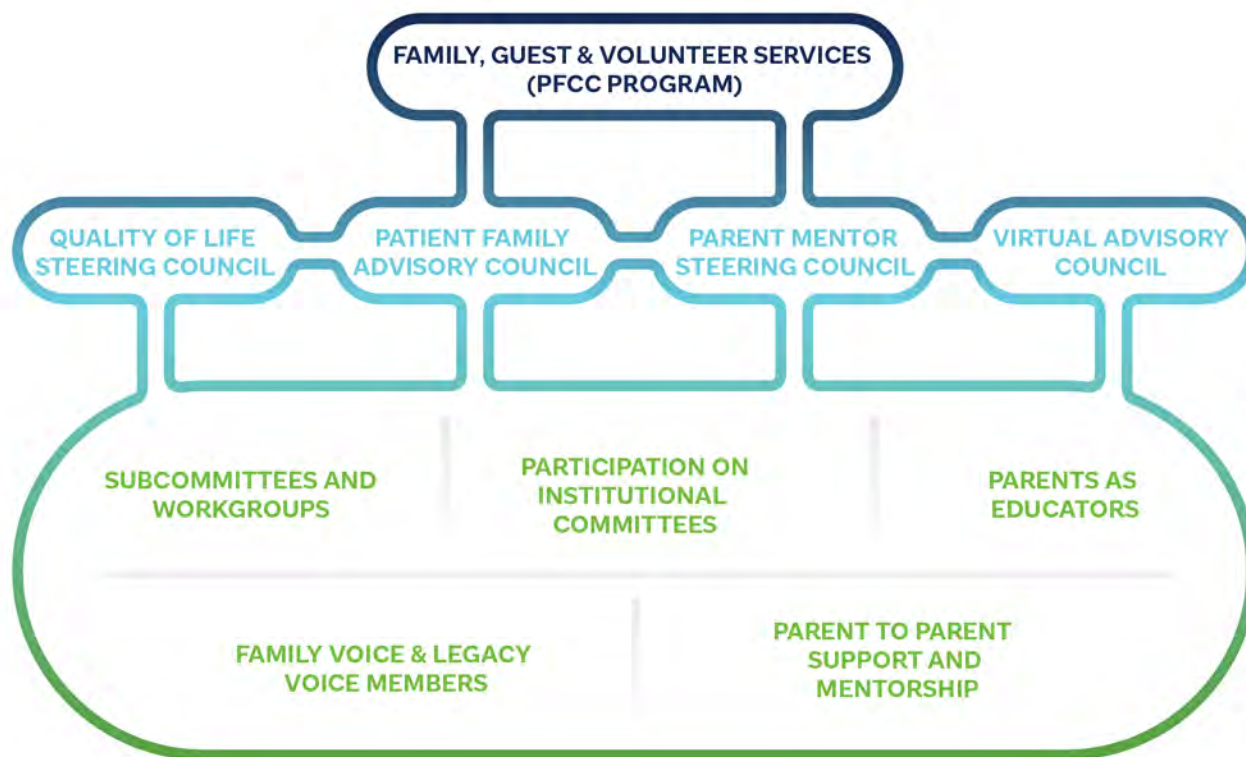 FAMILY, GUEST & VOLUNTEER SERVICES
(PFCC PROGRAM)
QUALITY OF LIFE
STEERING COUNCIL
PATIENT FAMILY
ADVISORY COUNCIL
PARENT MENTOR
STEERING COUNCIL
VIRTUAL ADVISORY
COUNCIL
SUBCOMMITTEES AND
WORKGROUPS
PARTICIPATION ON
INSTITUTIONAL
COMMITTEES
PARENTS AS
EDUCATORS
FAMILY VOICE & LEGACY
VOICE MEMBERS
PARENT TO PARENT
SUPPORT AND
MENTORSHIP